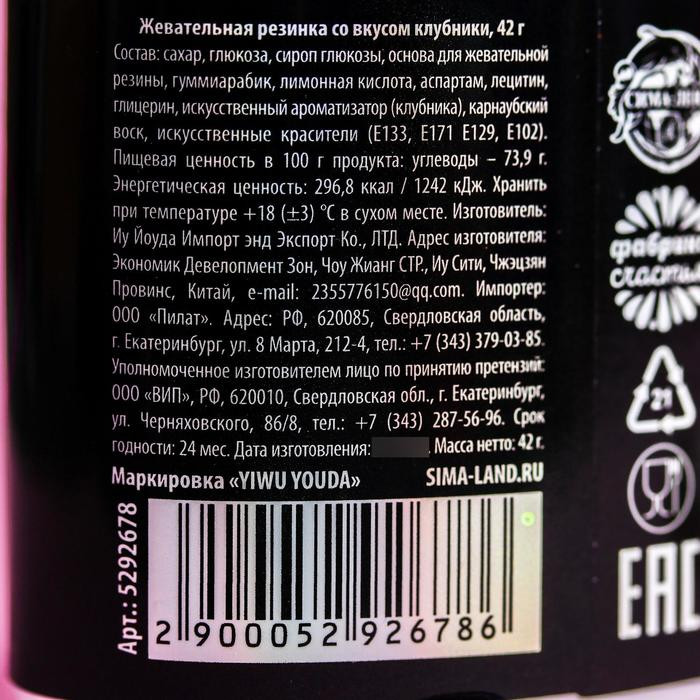 Жевательная резинка со вкусом клубники, 42 г
Состав: сахар, глюкоза, сироп глюкозы, основа для жевательной
резины, гуммиарабик, лимонная кислота, аспартам, лецитин,
глицерин, искусственный ароматизатор (клубника), карнаубский
воск, искусственные красители (Е133, Е171 Е129, Е102).
Пищевая ценность в 100 г продукта: углеводы – 73,9 г.
Энергетическая ценность: 296,8 ккал / 1242 кДж. Хранить
при температуре +18 (±3) °С в сухом месте. Изготовитель:
Иу Йоуда Импорт энд Экспорт Ко., ЛТД. Адрес изготовителя:
Экономик Девелопмент Зон, Чоу Жианг СТР., Иу Сити, Чжэцзян
Провинс, Китай, e-mail: 2355776150@qq.com. Импортер:
ООО «Пилат». Адрес: РФ, 620085, Свердловская область,
г. Екатеринбург, ул. 8 Марта, 212-4, тел.: +7 (343) 379-03-85.
Уполномоченное изготовителем лицо по принятию претензий:
ООО «ВИП», РФ, 620010, Свердловская обл., г. Екатеринбург,
ул. Черняховского, 86/8, тел.: +7 (343) 287-56-96. Срок
годности: 24 мес. Дата изготовления: . Масса нетто: 42 г.
Маркировка «YIWU YOUDA» SIMA-LAND.RU
Арт.: 5292678
2 900052 926786
21
EAC